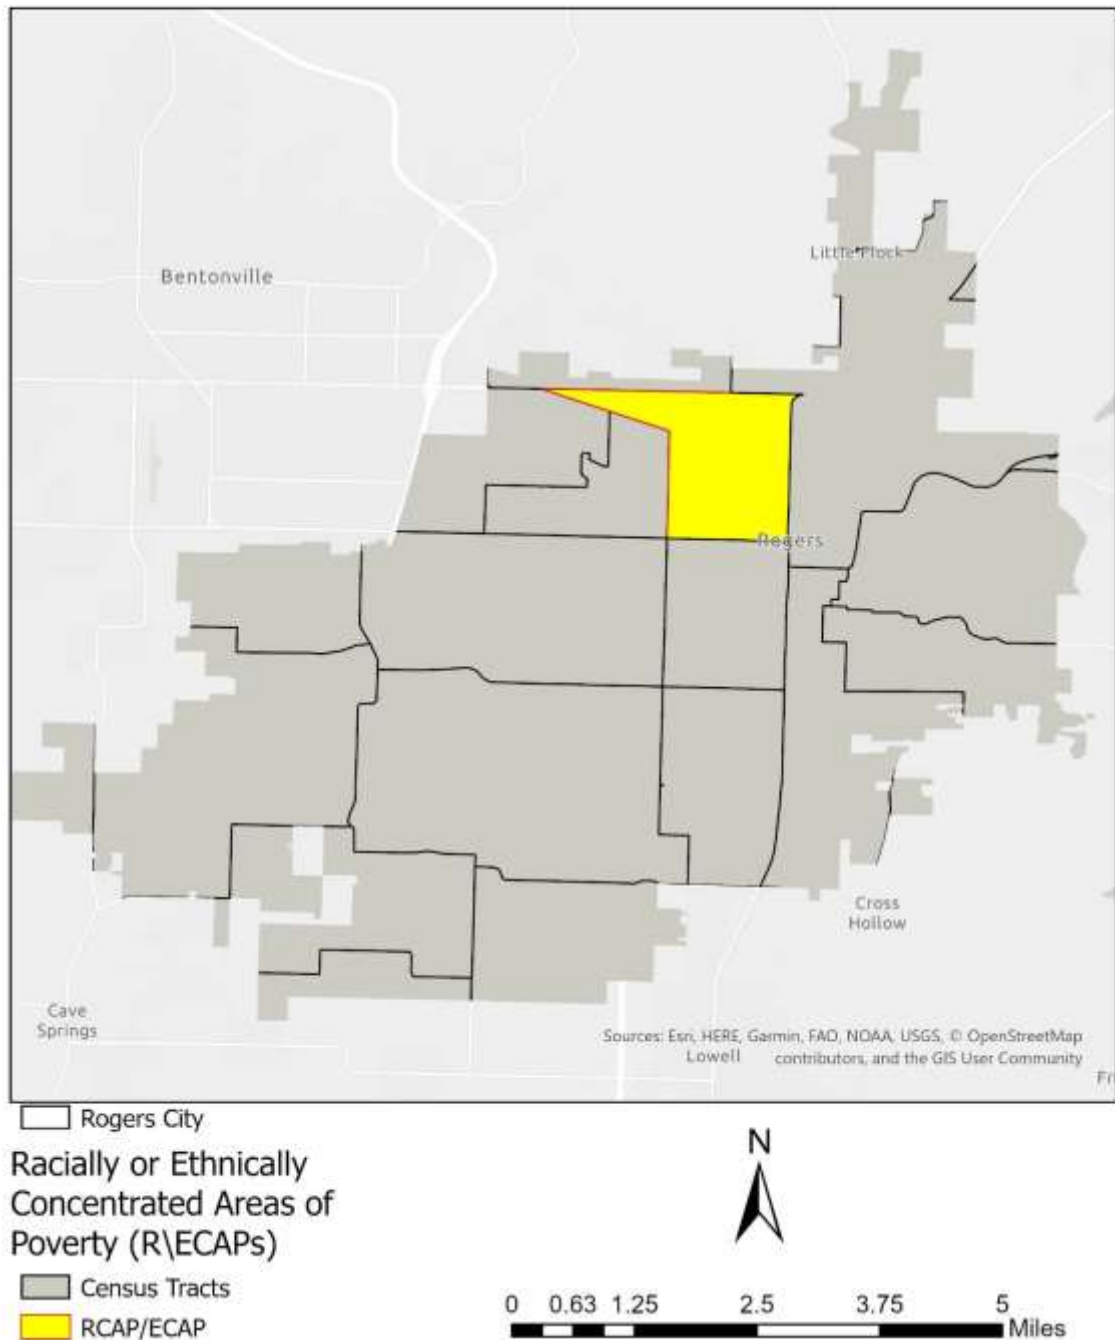 Little Flock
Bentonville
Rogers
Cross
Hollow
Cave
Springs
Sources: Esri, HERE, Garmin, FAO, NOAA, USGS, © OpenStreetMap
Lowell contributors, and the GIS User Community
Fr
Rogers City
Racially or Ethnically
Concentrated Areas of
Poverty (R\ECAPs)
Census Tracts
RCAP/ECAP
N
0 0.63 1.25 2.5 3.75 5
Miles